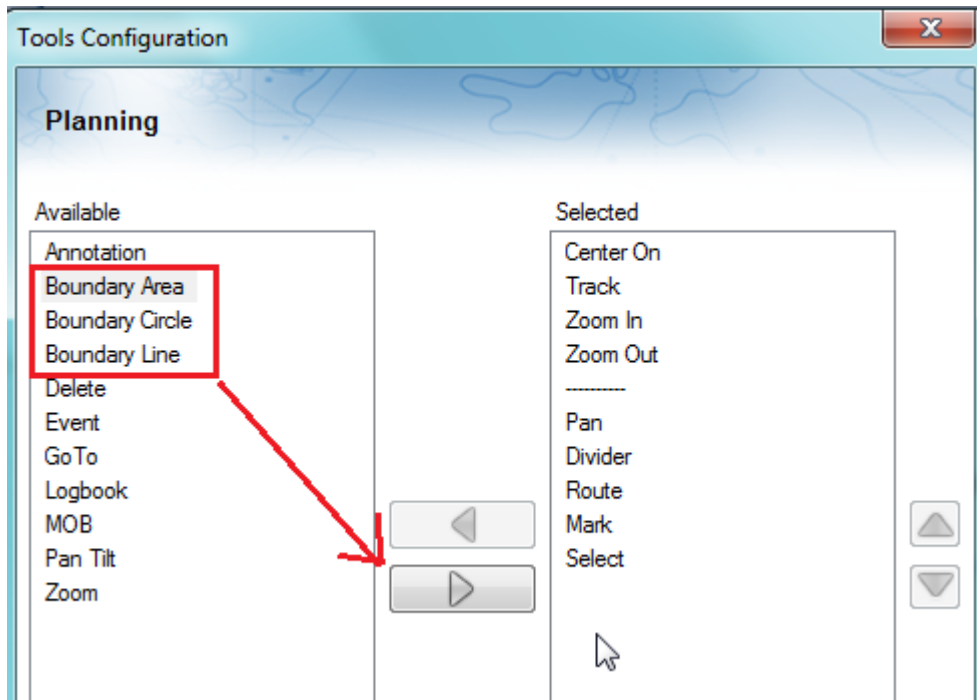 Tools Configuration
Planning
Available
Annotation
Boundary Area
Boundary Circle
Boundary Line
Delete
Event
GoTo
Logbook
MOB
Pan Tilt
Zoom
Selected
Center On
Track
Zoom In
Zoom Out
----------
Pan
Divider
Route
Mark
Select